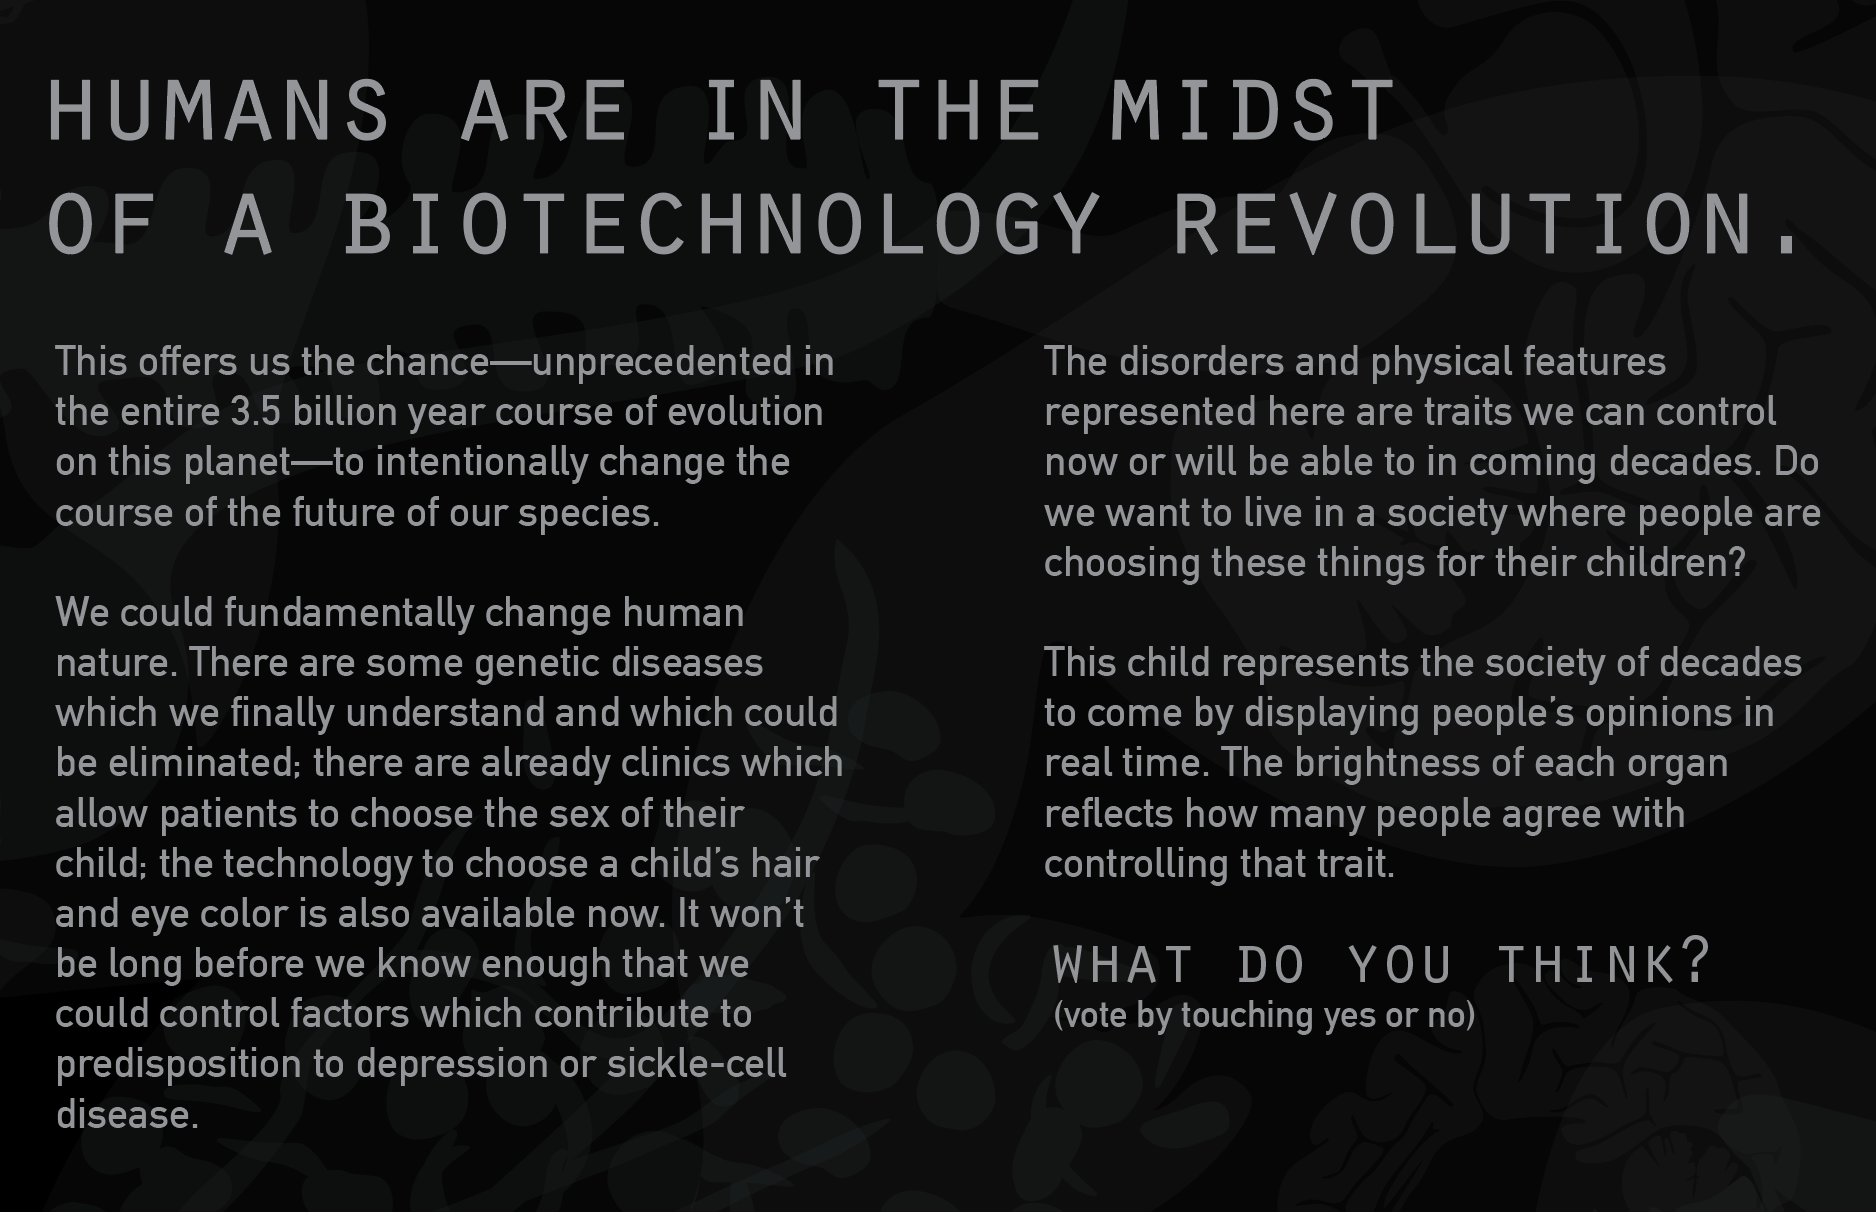 HUMANS ARE IN THE MIDST
OF A BIOTECHNOLOGY REVOLUTION.
This offers us the chance—unprecedented in
the entire 3.5 billion year course of evolution
on this planet—to intentionally change the
course of the future of our species.
We could fundamentally change human
nature. There are some genetic diseases
which we finally understand and which could
be eliminated; there are already clinics which
allow patients to choose the sex of their
child; the technology to choose a child’s hair
and eye color is also available now. It won’t
be long before we know enough that we
could control factors which contribute to
predisposition to depression or sickle-cell
disease.
The disorders and physical features
represented here are traits we can control
now or will be able to in coming decades. Do
we want to live in a society where people are
choosing these things for their children?
This child represents the society of decades
to come by displaying people’s opinions in
real time. The brightness of each organ
reflects how many people agree with
controlling that trait.
WHAT DO YOU THINK?
(vote by touching yes or no)